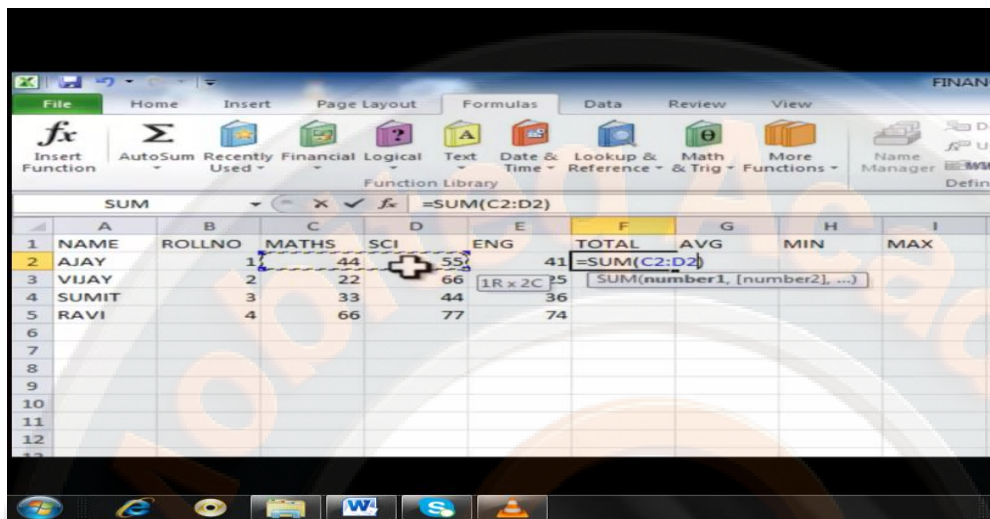 FINAN
File Home Insert Page Layout Formulas Data Review View
fx Σ ? A θ
Insert Function AutoSum Recently Used Financial Logical Text Date & Time Lookup & Reference Math & Trig More Functions Name Manager
Function Library Defin
SUM fx =SUM(C2:D2)
A B C D E F G H I
1 NAME ROLLNO MATHS SCI ENG TOTAL AVG MIN MAX
2 AJAY 1 44 55 41 =SUM(C2:D2)
3 VIJAY 2 22 66 25 SUM(number1, [number2], ...)
1R x 2C
4 SUMIT 3 33 44 36
5 RAVI 4 66 77 74
6
7
8
9
10
11
12
W S